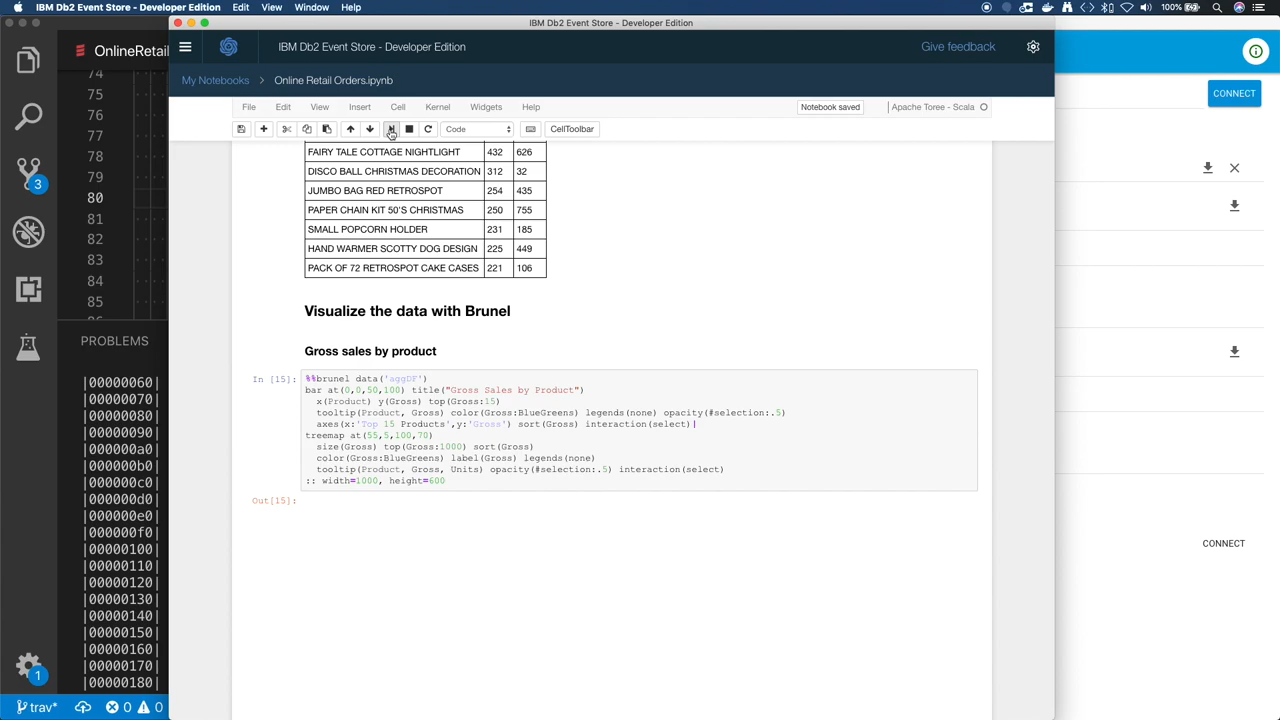 Selection View Go Debug Terminal Window Help
IBM Db2 Event Store - Developer Edition
OnlineRetail
IBM Db2 Event Store - Developer Edition
Give feedback
My Notebooks > Online Retail Orders.ipynb
CONNECT
File Edit View Insert Cell Kernel Widgets Help
Notebook saved
Apache Toree - Scala
Code
CellToolbar
74
75
76
77
78
79
80
81
82
83
84
85
FAIRY TALE COTTAGE NIGHTLIGHT 432 626
DISCO BALL CHRISTMAS DECORATION 312 32
JUMBO BAG RED RETROSPOT 254 435
PAPER CHAIN KIT 50'S CHRISTMAS 250 755
SMALL POPCORN HOLDER 231 185
HAND WARMER SCOTTY DOG DESIGN 225 449
PACK OF 72 RETROSPOT CAKE CASES 221 106
Visualize the data with Brunel
Gross sales by product
In [15]:
%%brunel data('aggDF')
bar at(0,0,50,100) title("Gross Sales by Product")
x(Product) y(Gross) top(Gross:15)
tooltip(Product, Gross) color(Gross:BlueGreens) legends(none) opacity(#selection:.5)
axes(x:'Top 15 Products',y:'Gross') sort(Gross) interaction(select)|
treemap at(55,5,100,70)
size(Gross) top(Gross:1000) sort(Gross)
color(Gross:BlueGreens) label(Gross) legends(none)
tooltip(Product, Gross, Units) opacity(#selection:.5) interaction(select)
:: width=1000, height=600
Out[15]:
CONNECT
3
PROBLEMS
|00000060|
|00000070|
|00000080|
|00000090|
|000000a0|
|000000b0|
|000000c0|
|000000d0|
|000000e0|
|000000f0|
|00000100|
|00000110|
|00000120|
|00000130|
|00000140|
|00000150|
|00000160|
|00000170|
|00000180|
1
trav* 0 0